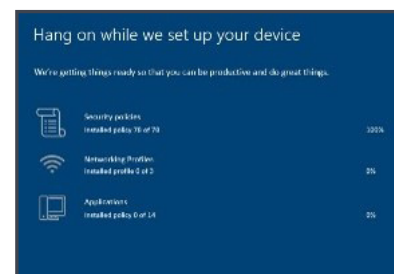 Hang on while we set up your device
We're getting things ready so that you can be productive and do great things.
Security policies
Installed policy 70 of 70 100%
Networking Profiles
Installed profile 0 of 3 0%
Applications
Installed policy 0 of 14 0%